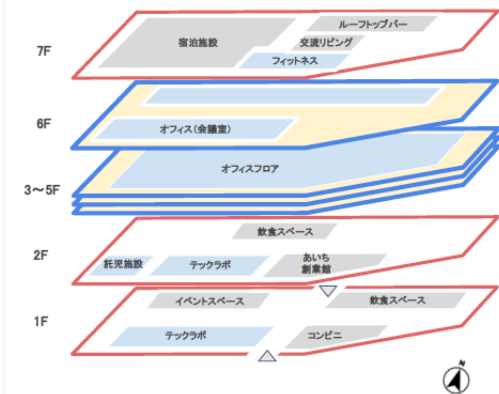 7F
宿泊施設
ルーフトップバー
交流リビング
フィットネス
6F
オフィス(会議室)
3～5F
オフィスフロア
2F
飲食スペース
託児施設
テックラボ
あいち
創業館
1F
イベントスペース
飲食スペース
テックラボ
コンビニ
N